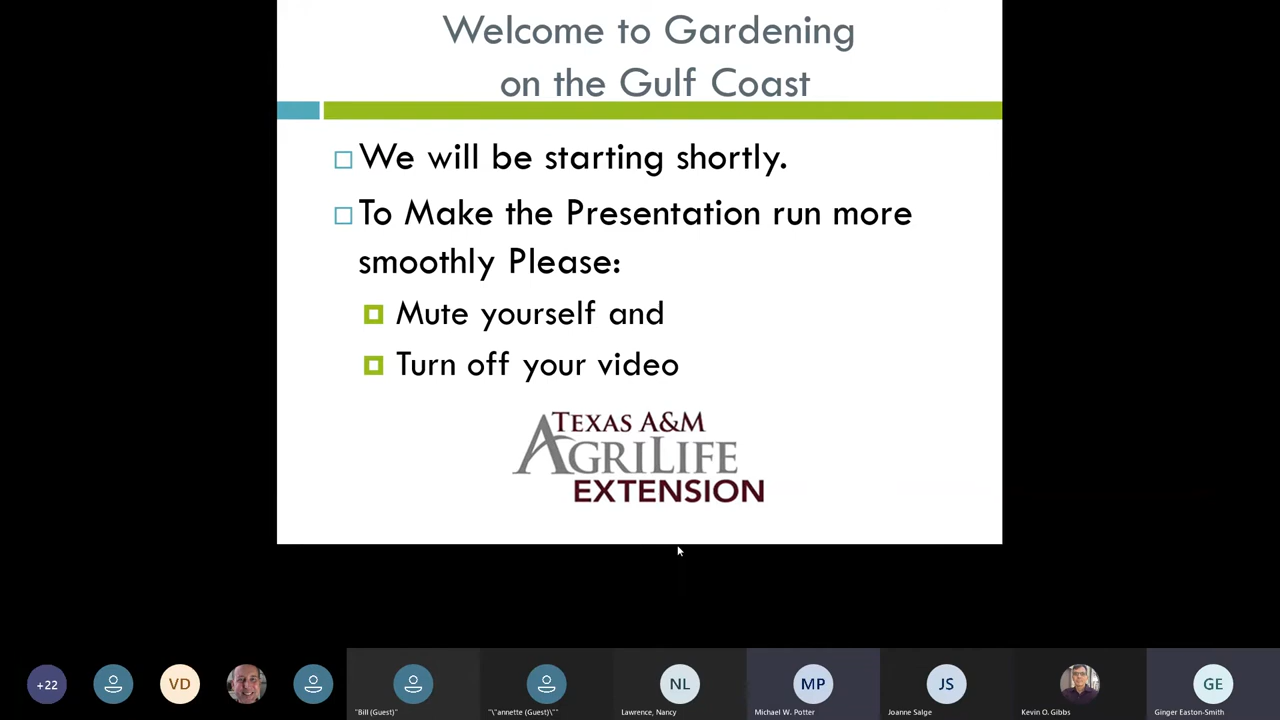 Welcome to Gardening
on the Gulf Coast
We will be starting shortly.
To Make the Presentation run more
smoothly Please:
Mute yourself and
Turn off your video
TEXAS A&M
AGRILIFE
EXTENSION
+22
VD
NL
MP
JS
GE
"Bill (Guest)"
"\"annette (Guest)\""
Lawrence, Nancy
Michael W. Potter
Joanne Salge
Kevin O. Gibbs
Ginger Easton-Smith